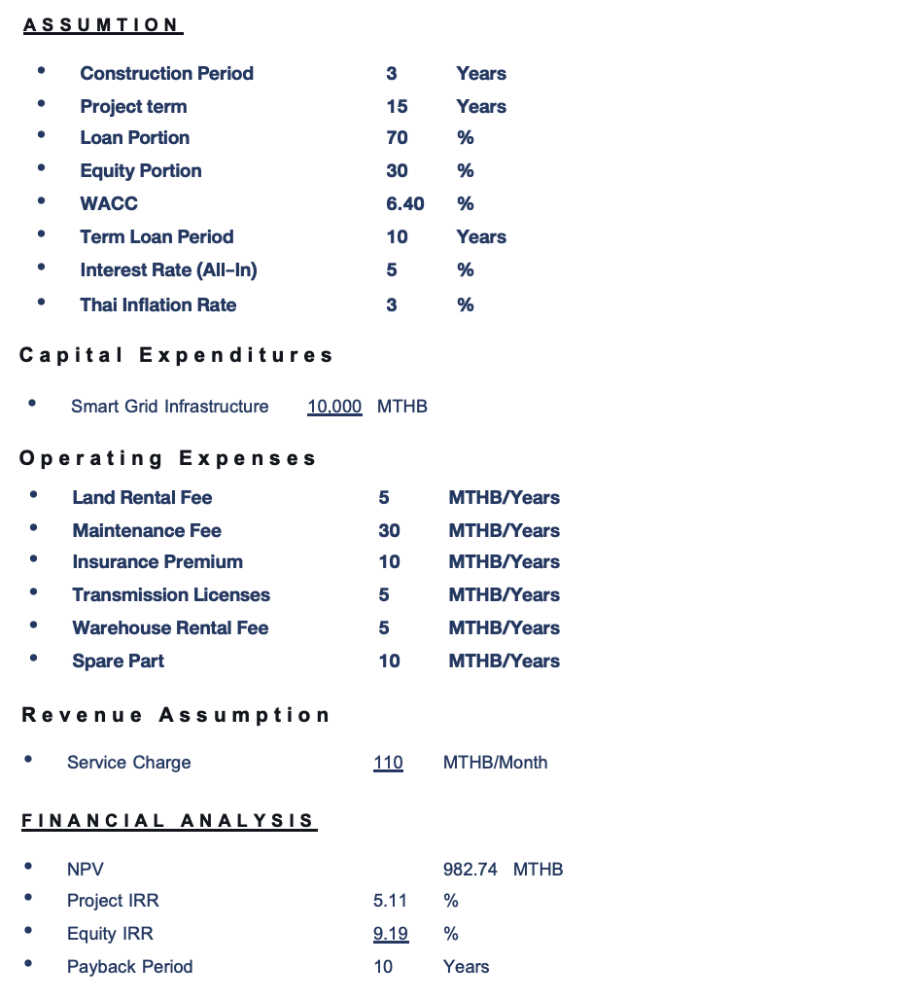 ASSUMTION
• Construction Period 3 Years
• Project term 15 Years
• Loan Portion 70 %
• Equity Portion 30 %
• WACC 6.40 %
• Term Loan Period 10 Years
• Interest Rate (All-In) 5 %
• Thai Inflation Rate 3 %
Capital Expenditures
• Smart Grid Infrastructure 10,000 MTHB
Operating Expenses
• Land Rental Fee 5 MTHB/Years
• Maintenance Fee 30 MTHB/Years
• Insurance Premium 10 MTHB/Years
• Transmission Licenses 5 MTHB/Years
• Warehouse Rental Fee 5 MTHB/Years
• Spare Part 10 MTHB/Years
Revenue Assumption
• Service Charge 110 MTHB/Month
FINANCIAL ANALYSIS
• NPV 982.74 MTHB
• Project IRR 5.11 %
• Equity IRR 9.19 %
• Payback Period 10 Years